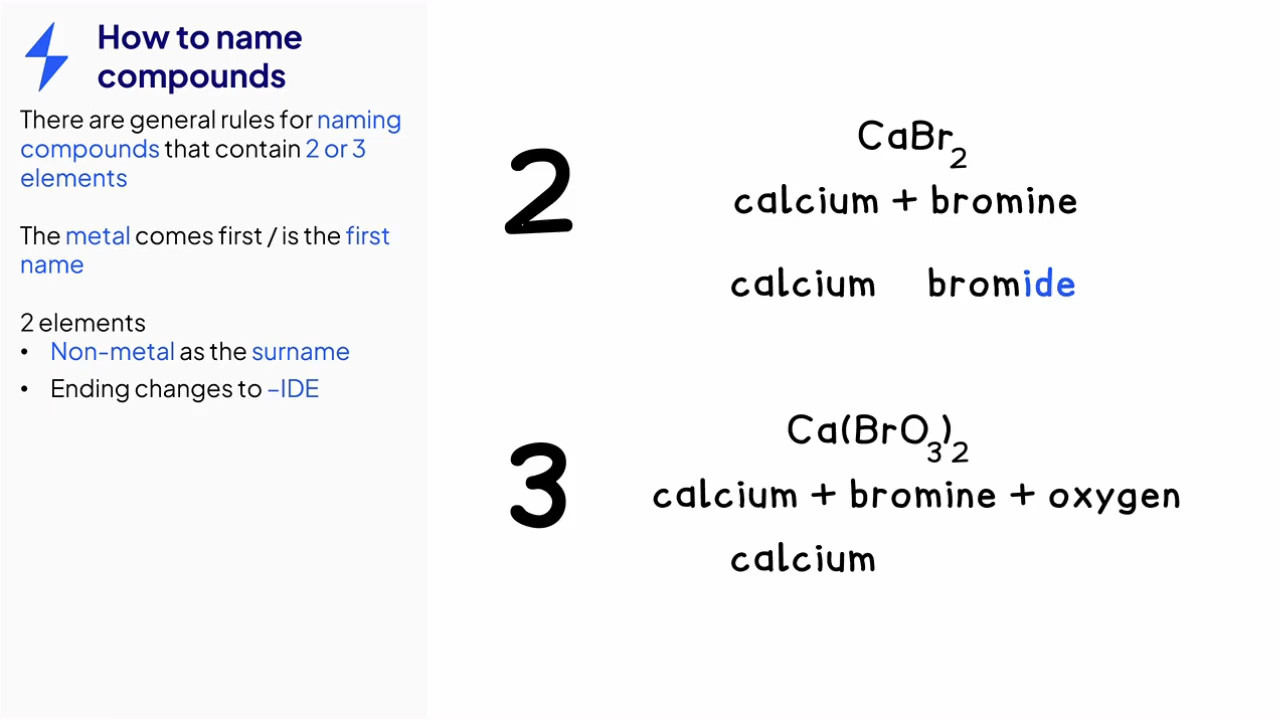 How to name
compounds
There are general rules for naming
compounds that contain 2 or 3
elements
The metal comes first / is the first
name
2 elements
• Non-metal as the surname
• Ending changes to –IDE
2
CaBr₂
calcium + bromine
calcium bromide
3
Ca(BrO₃)₂
calcium + bromine + oxygen
calcium